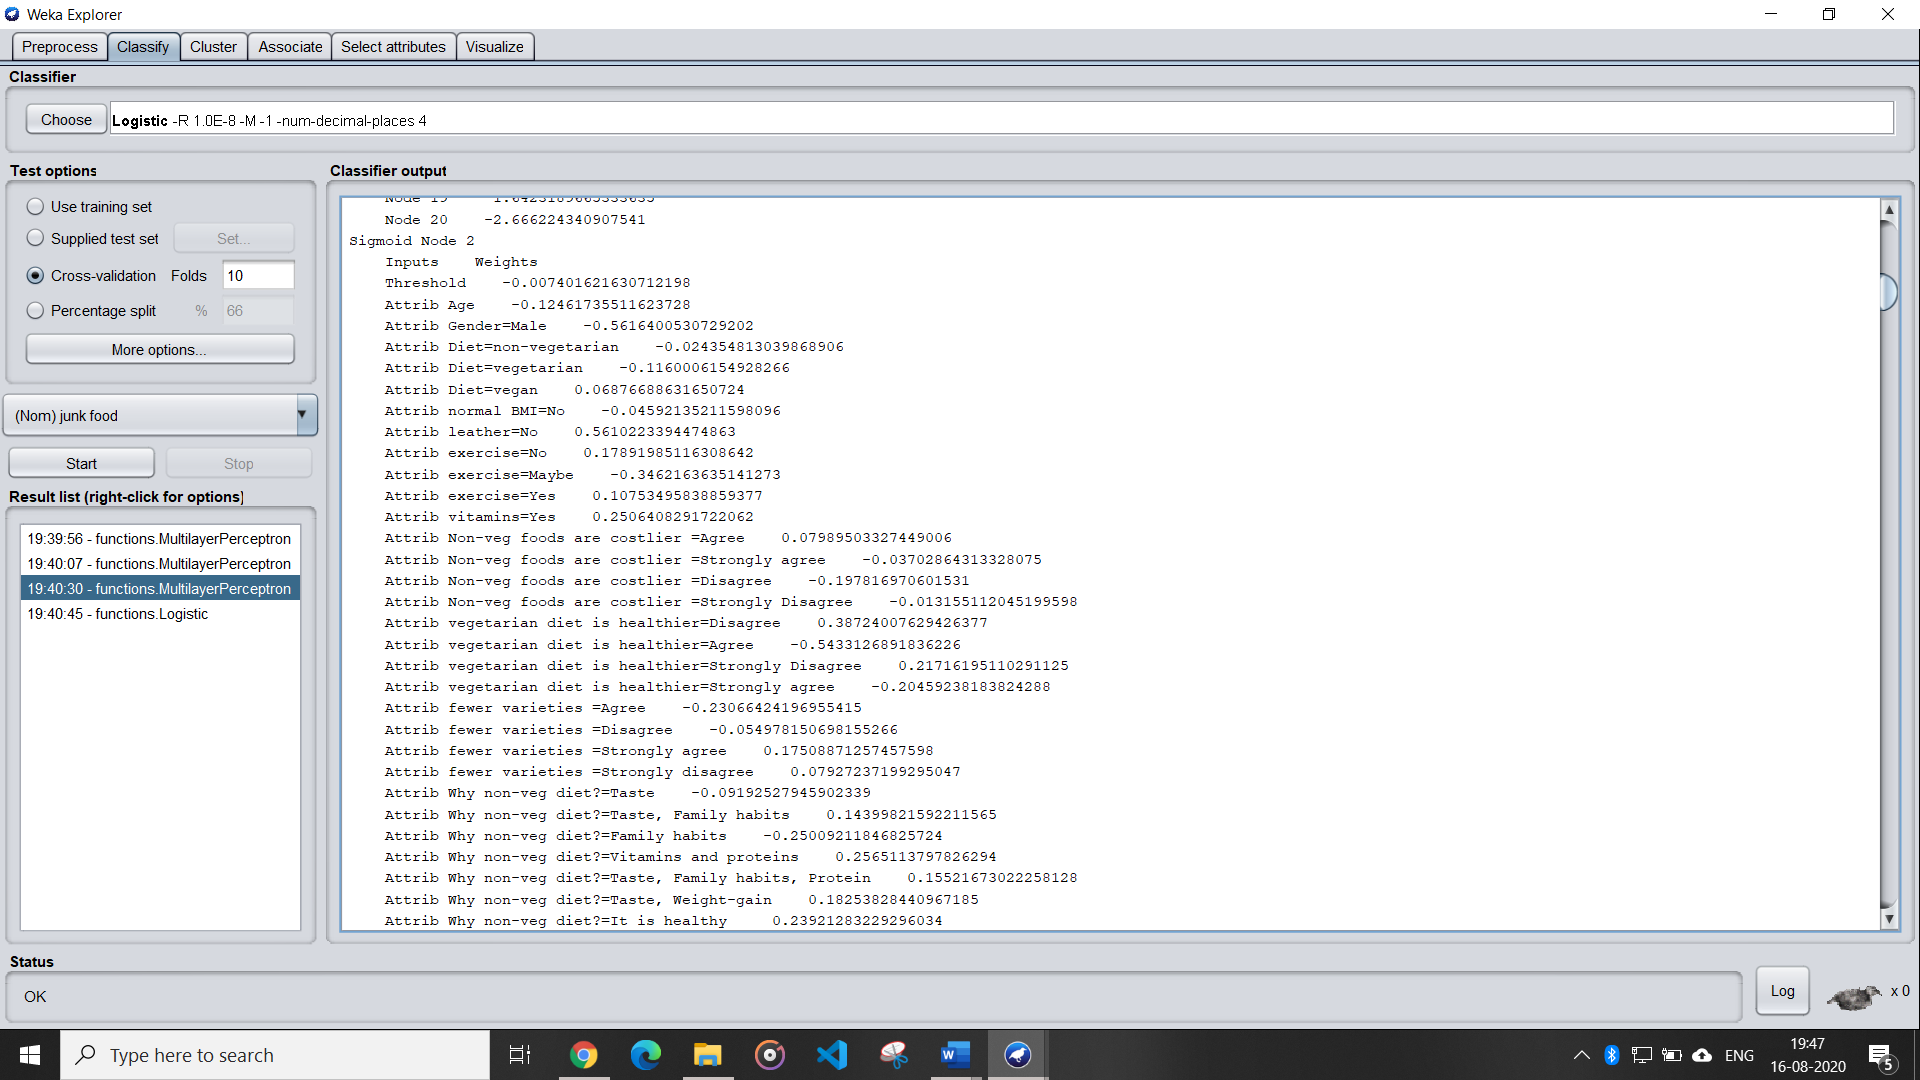 Weka Explorer
Preprocess Classify Cluster Associate Select attributes Visualize
Classifier
Choose Logistic -R 1.0E-8 -M -1 -num-decimal-places 4
Test options
Use training set
Supplied test set Set...
Cross-validation Folds 10
Percentage split % 66
More options...
(Nom) junk food
Start Stop
Result list (right-click for options)
19:39:56 - functions.MultilayerPerceptron
19:40:07 - functions.MultilayerPerceptron
19:40:30 - functions.MultilayerPerceptron
19:40:45 - functions.Logistic
Classifier output
Node 19
Node 20 -2.666224340907541
Sigmoid Node 2
Inputs Weights
Threshold -0.007401621630712198
Attrib Age -0.12461735511623728
Attrib Gender=Male -0.5616400530729202
Attrib Diet=non-vegetarian -0.024354813039868906
Attrib Diet=vegetarian -0.1160006154928266
Attrib Diet=vegan 0.06876688631650724
Attrib normal BMI=No -0.04592135211598096
Attrib leather=No 0.5610223394474863
Attrib exercise=No 0.17891985116308642
Attrib exercise=Maybe -0.3462163635141273
Attrib exercise=Yes 0.10753495838859377
Attrib vitamins=Yes 0.2506408291722062
Attrib Non-veg foods are costlier =Agree 0.07989503327449006
Attrib Non-veg foods are costlier =Strongly agree -0.03702864313328075
Attrib Non-veg foods are costlier =Disagree -0.197816970601531
Attrib Non-veg foods are costlier =Strongly Disagree -0.013155112045199598
Attrib vegetarian diet is healthier=Disagree 0.38724007629426377
Attrib vegetarian diet is healthier=Agree -0.5433126891836226
Attrib vegetarian diet is healthier=Strongly Disagree 0.21716195110291125
Attrib vegetarian diet is healthier=Strongly agree -0.20459238183824288
Attrib fewer varieties =Agree -0.23066424196955415
Attrib fewer varieties =Disagree -0.054978150698155266
Attrib fewer varieties =Strongly agree 0.17508871257457598
Attrib fewer varieties =Strongly disagree 0.07927237199295047
Attrib Why non-veg diet?=Taste -0.09192527945902339
Attrib Why non-veg diet?=Taste, Family habits 0.14399821592211565
Attrib Why non-veg diet?=Family habits -0.25009211846825724
Attrib Why non-veg diet?=Vitamins and proteins 0.2565113797826294
Attrib Why non-veg diet?=Taste, Family habits, Protein 0.15521673022258128
Attrib Why non-veg diet?=Taste, Weight-gain 0.18253828440967185
Attrib Why non-veg diet?=It is healthy 0.23921283229296034
Status
OK
Log
x 0
Type here to search
ENG
19:47
16-08-2020
5